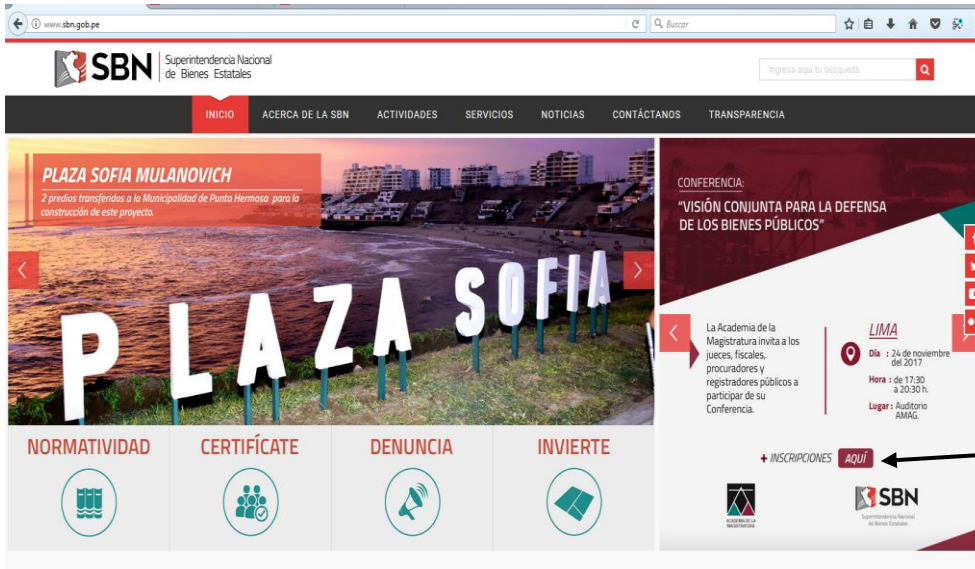 www.sbn.gob.pe
Buscar
SBN
Superintendencia Nacional
de Bienes Estatales
Ingrese aquí tu búsqueda...
INICIO
ACERCA DE LA SBN
ACTIVIDADES
SERVICIOS
NOTICIAS
CONTÁCTANOS
TRANSPARENCIA
PLAZA SOFIA MULANOVICH
2 predios transferidos a la Municipalidad de Punta Hermosa para la
construcción de este proyecto.
PLAZA SOFIA
NORMATIVIDAD
CERTIFÍCATE
DENUNCIA
INVIERTE
CONFERENCIA:
“VISIÓN CONJUNTA PARA LA DEFENSA
DE LOS BIENES PÚBLICOS”
La Academia de la
Magistratura invita a los
jueces, fiscales,
procuradores y
registradores públicos a
participar de su
Conferencia.
LIMA
Día : 24 de noviembre
del 2017
Hora : de 17:30
a 20:30 h.
Lugar : Auditorio
AMAG.
+ INSCRIPCIONES AQUÍ
ACADEMIA DE LA
MAGISTRATURA
SBN
Superintendencia Nacional
de Bienes Estatales